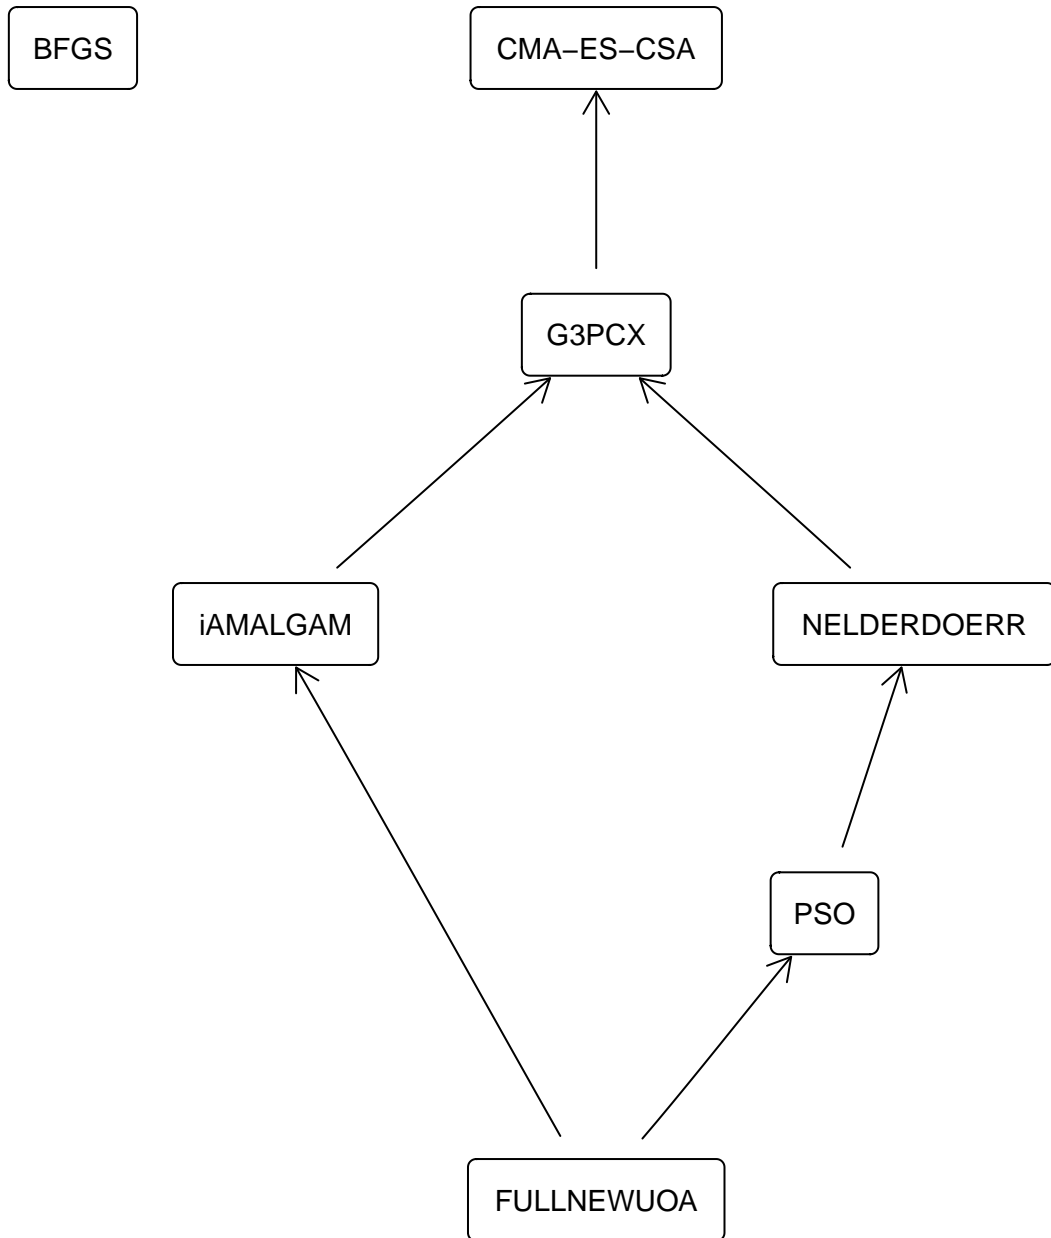 BFGS
CMA−ES−CSA
G3PCX
iAMALGAM
NELDERDOERR
PSO
FULLNEWUOA